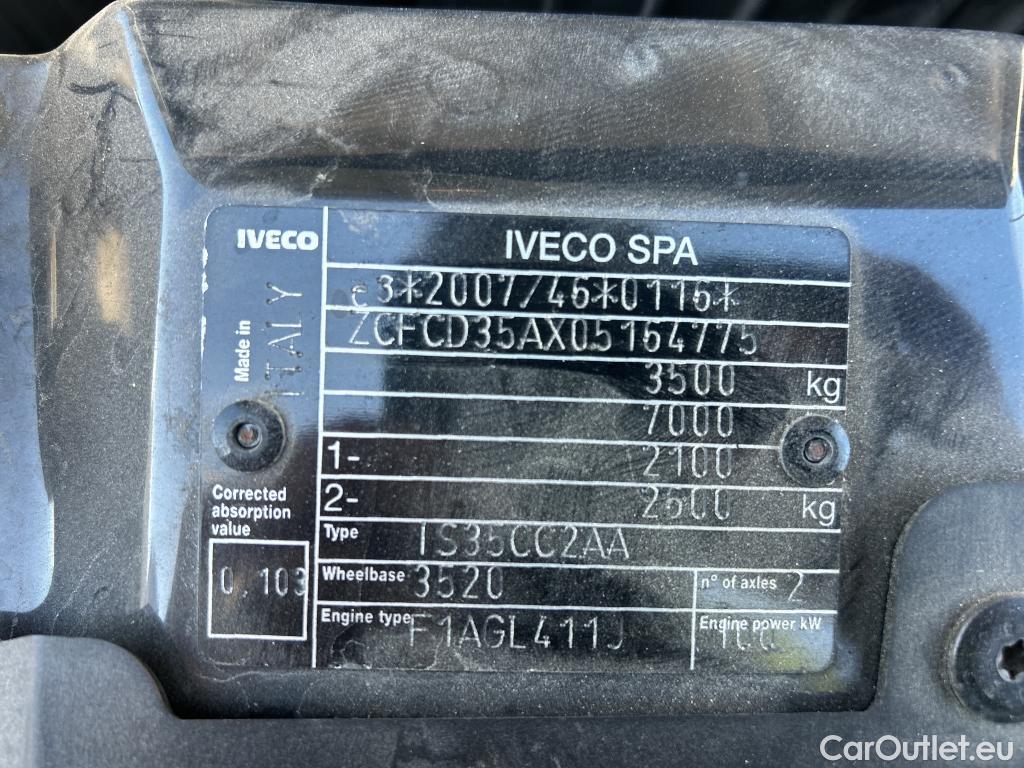 IVECO
IVECO SPA
Made in
ITALY
e3*2007/46*0116*
ZCFCD35AX05164775
3500 kg
7000
1- 2100
2- 2600 kg
Corrected
absorption
value
0.103
Type IS35CC2AA
Wheelbase 3520
n° of axles 2
Engine type F1AGL411J
Engine power kW 100
CarOutlet.eu